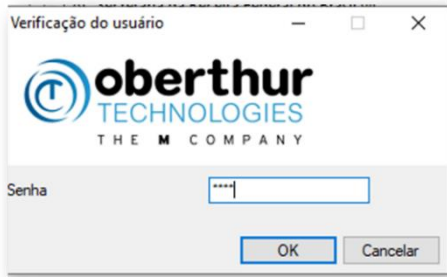 Verificação do usuário
oberthur
TECHNOLOGIES
THE M COMPANY
Senha
****
OK
Cancelar